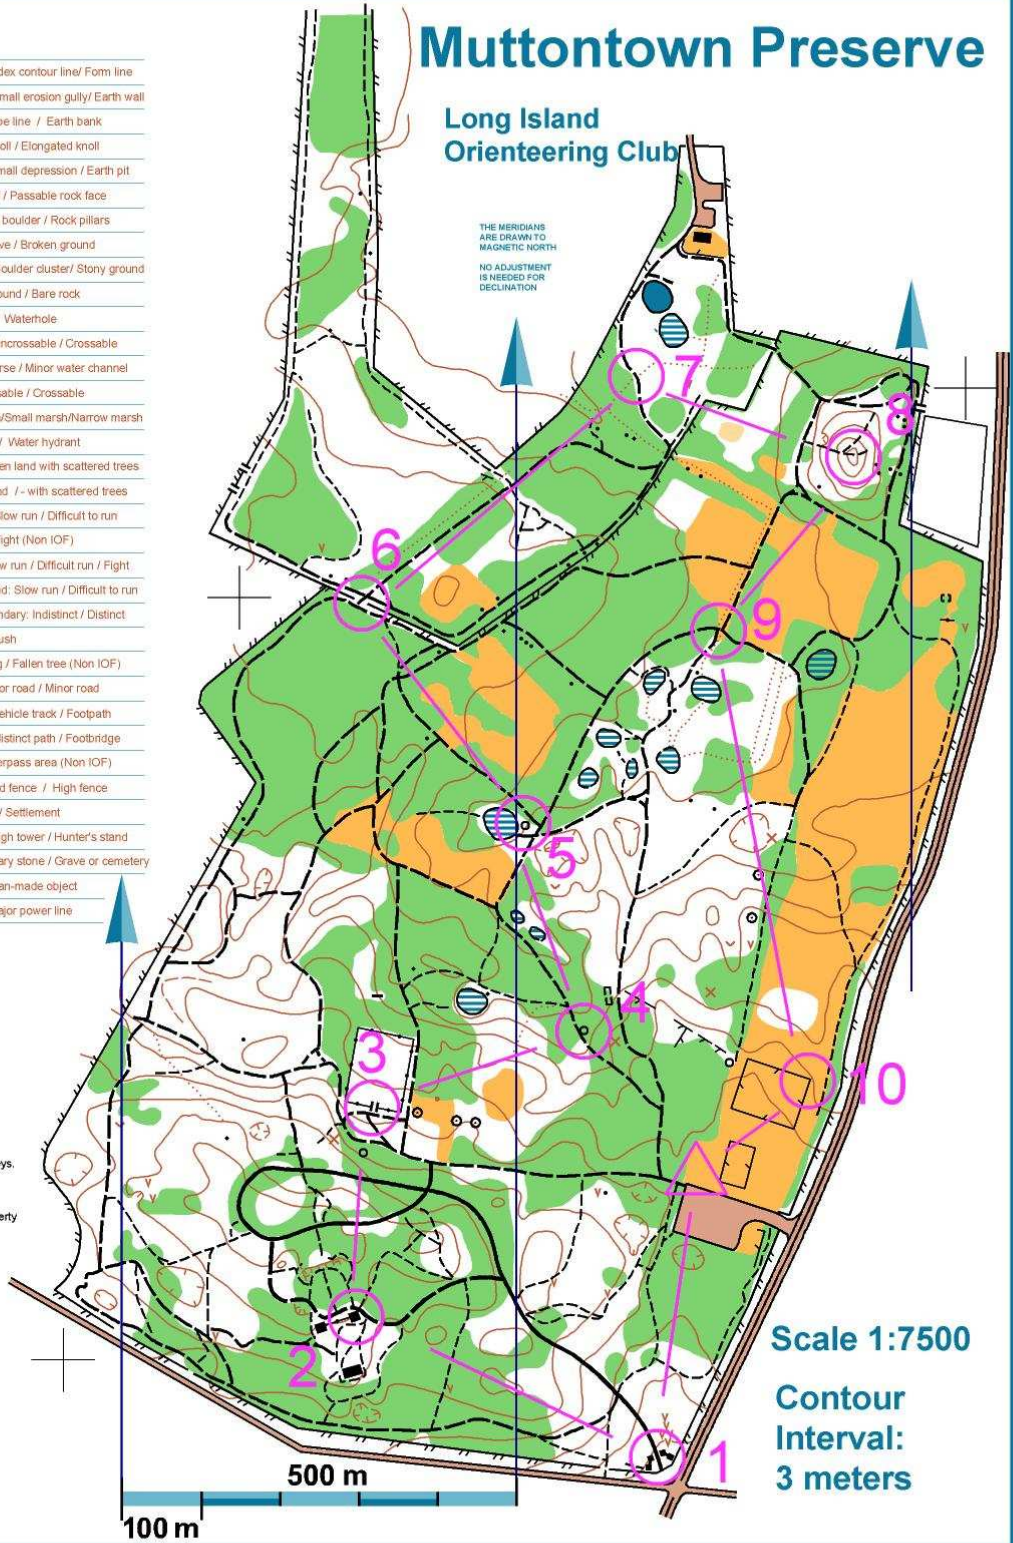 Muttontown Preserve
Long Island
Orienteering Club
THE MERIDIANS
ARE DRAWN TO
MAGNETIC NORTH
NO ADJUSTMENT
IS NEEDED FOR
DECLINATION
dex contour line/ Form line
mall erosion gully/ Earth wall
pe line / Earth bank
oll / Elongated knoll
mall depression / Earth pit
/ Passable rock face
boulder / Rock pillars
ve / Broken ground
oulder cluster/ Stony ground
ound / Bare rock
Waterhole
ncrossable / Crossable
rse / Minor water channel
sable / Crossable
/Small marsh/Narrow marsh
/ Water hydrant
en land with scattered trees
nd / - with scattered trees
low run / Difficult to run
ight (Non IOF)
w run / Difficult run / Fight
ed: Slow run / Difficult to run
ndary: Indistinct / Distinct
ush
g / Fallen tree (Non IOF)
or road / Minor road
ehicle track / Footpath
distinct path / Footbridge
erpass area (Non IOF)
d fence / High fence
/ Settlement
gh tower / Hunter's stand
ary stone / Grave or cemetery
an-made object
ajor power line
ys.
erty
7
8
6
9
5
4
3
10
2
1
Scale 1:7500
Contour
Interval:
3 meters
500 m
100 m